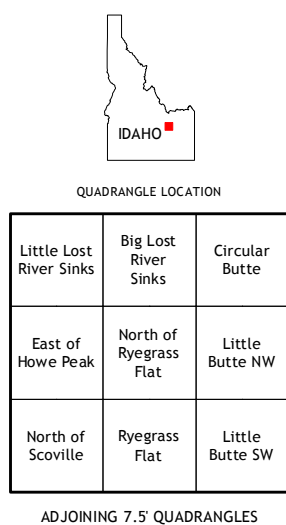 IDAHO
QUADRANGLE LOCATION
Little Lost
River Sinks
Big Lost
River
Sinks
Circular
Butte
East of
Howe Peak
North of
Ryegrass
Flat
Little
Butte NW
North of
Scoville
Ryegrass
Flat
Little
Butte SW
ADJOINING 7.5' QUADRANGLES